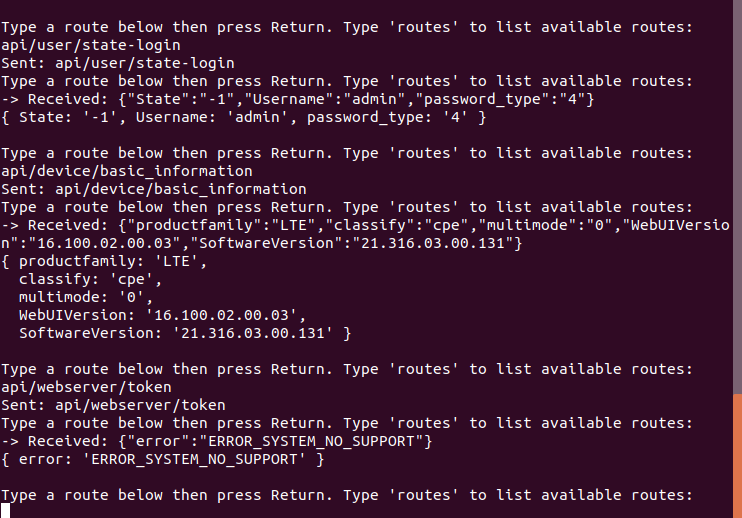 Type a route below then press Return. Type 'routes' to list available routes:
api/user/state-login
Sent: api/user/state-login
Type a route below then press Return. Type 'routes' to list available routes:
-> Received: {"State":"-1","Username":"admin","password_type":"4"}
{ State: '-1', Username: 'admin', password_type: '4' }

Type a route below then press Return. Type 'routes' to list available routes:
api/device/basic_information
Sent: api/device/basic_information
Type a route below then press Return. Type 'routes' to list available routes:
-> Received: {"productfamily":"LTE","classify":"cpe","multimode":"0","WebUIVersio
n":"16.100.02.00.03","SoftwareVersion":"21.316.03.00.131"}
{ productfamily: 'LTE',
  classify: 'cpe',
  multimode: '0',
  WebUIVersion: '16.100.02.00.03',
  SoftwareVersion: '21.316.03.00.131' }

Type a route below then press Return. Type 'routes' to list available routes:
api/webserver/token
Sent: api/webserver/token
Type a route below then press Return. Type 'routes' to list available routes:
-> Received: {"error":"ERROR_SYSTEM_NO_SUPPORT"}
{ error: 'ERROR_SYSTEM_NO_SUPPORT' }

Type a route below then press Return. Type 'routes' to list available routes: